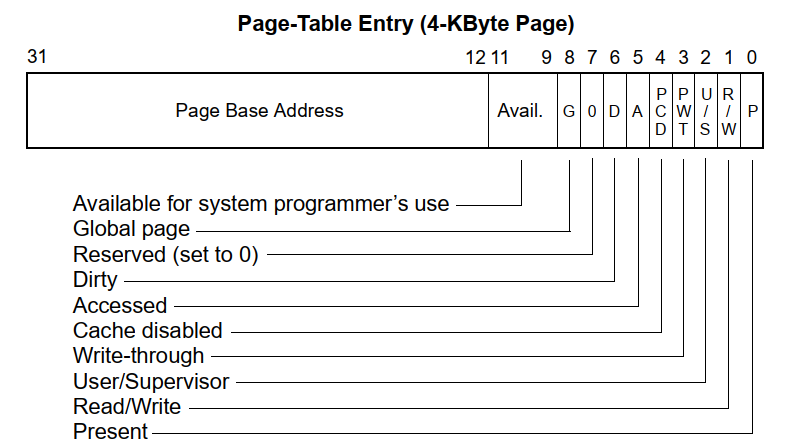 Page-Table Entry (4-KByte Page)
31 12 11 9 8 7 6 5 4 3 2 1 0
Page Base Address Avail. G 0 D A PCD PWT U/S R/W P
Available for system programmer's use
Global page
Reserved (set to 0)
Dirty
Accessed
Cache disabled
Write-through
User/Supervisor
Read/Write
Present